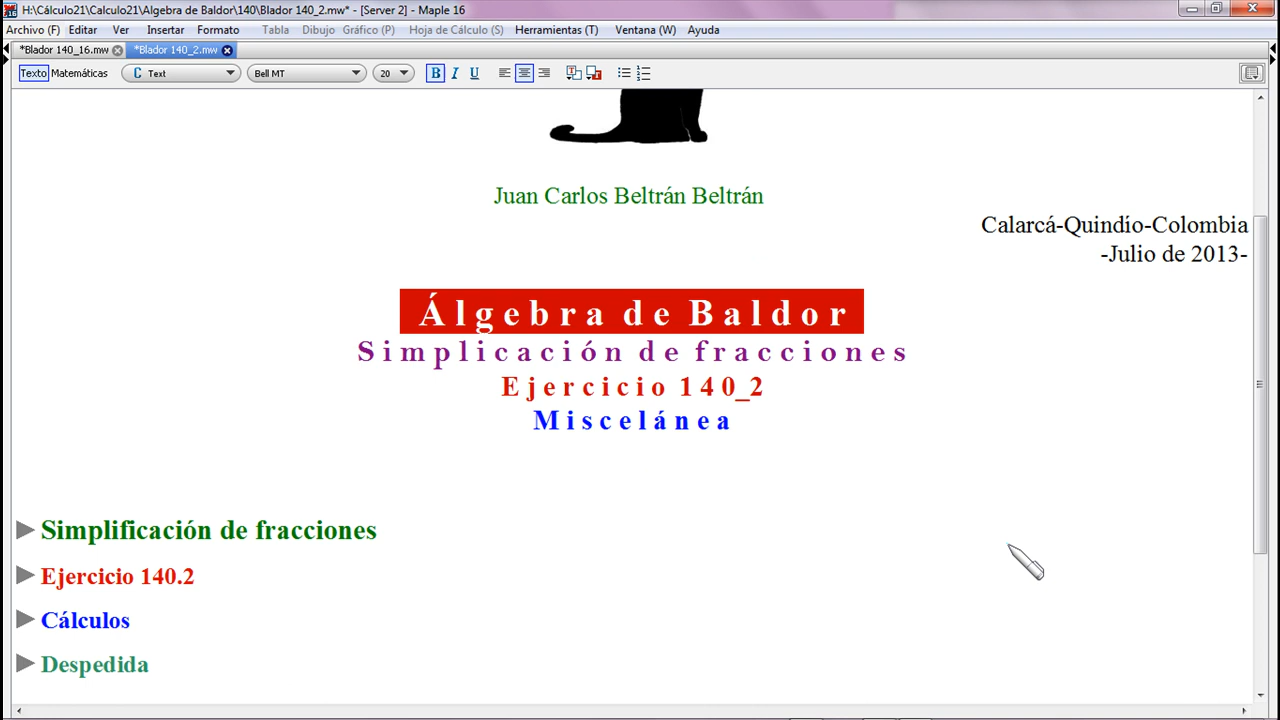 H:\Cálculo21\Calculo21\Algebra de Baldor\140\Blador 140_2.mw* - [Server 2] - Maple 16
Archivo (F) Editar Ver Insertar Formato Tabla Dibujo Gráfico (P) Hoja de Cálculo (S) Herramientas (T) Ventana (W) Ayuda
*Blador 140_16.mw *Blador 140_2.mw
Texto Matemáticas C Text Bell MT 20 B I U
Juan Carlos Beltrán Beltrán
Calarcá-Quindío-Colombia
-Julio de 2013-
Álgebra de Baldor
Simplicación de fracciones
Ejercicio 140_2
Miscelánea
Simplificación de fracciones
Ejercicio 140.2
Cálculos
Despedida